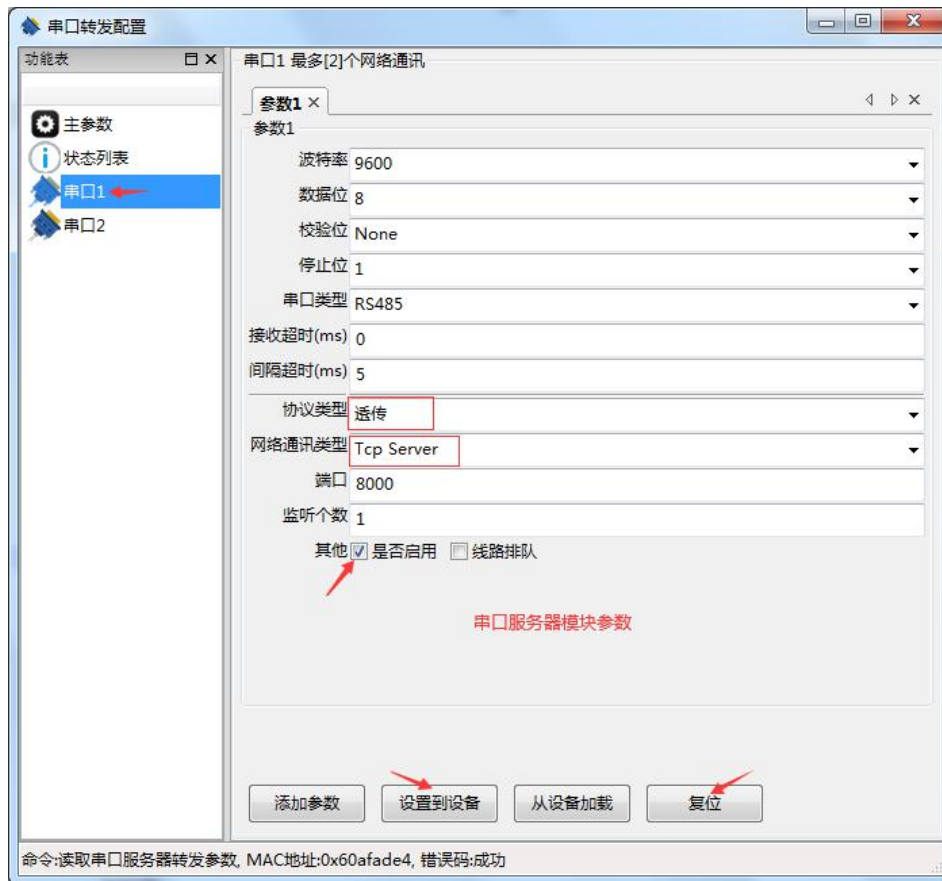 串口转发配置
功能表
串口1 最多[2]个网络通讯
主参数
状态列表
串口1
串口2
参数1
参数1
波特率 9600
数据位 8
校验位 None
停止位 1
串口类型 RS485
接收超时(ms) 0
间隔超时(ms) 5
协议类型 透传
网络通讯类型 Tcp Server
端口 8000
监听个数 1
其他 是否启用 线路排队
串口服务器模块参数
添加参数 设置到设备 从设备加载 复位
命令:读取串口服务器转发参数, MAC地址:0x60afade4, 错误码:成功